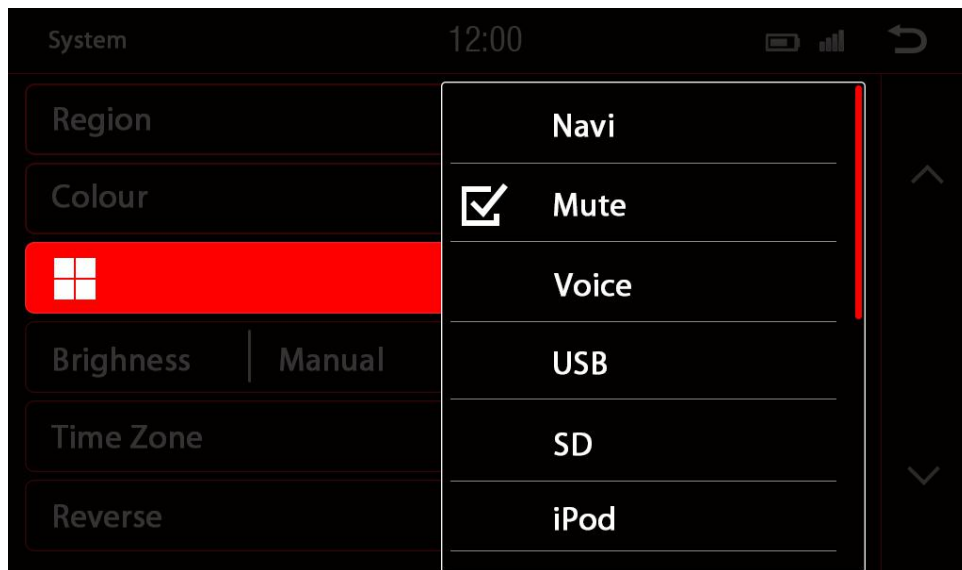 System 12:00
Region
Colour
Brighness Manual
Time Zone
Reverse
Navi
Mute
Voice
USB
SD
iPod